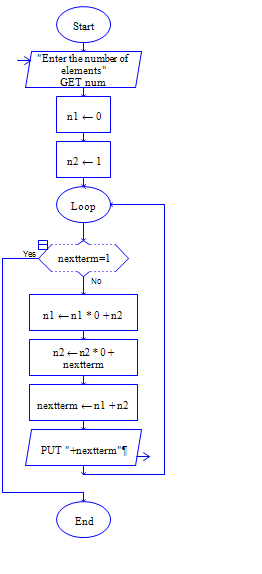 Start
"Enter the number of
elements"
GET num
n1 ← 0
n2 ← 1
Loop
Yes
nextterm=1
No
n1 ← n1 * 0 + n2
n2 ← n2 * 0 +
nextterm
nextterm ← n1 + n2
PUT "+nextterm"¶
End